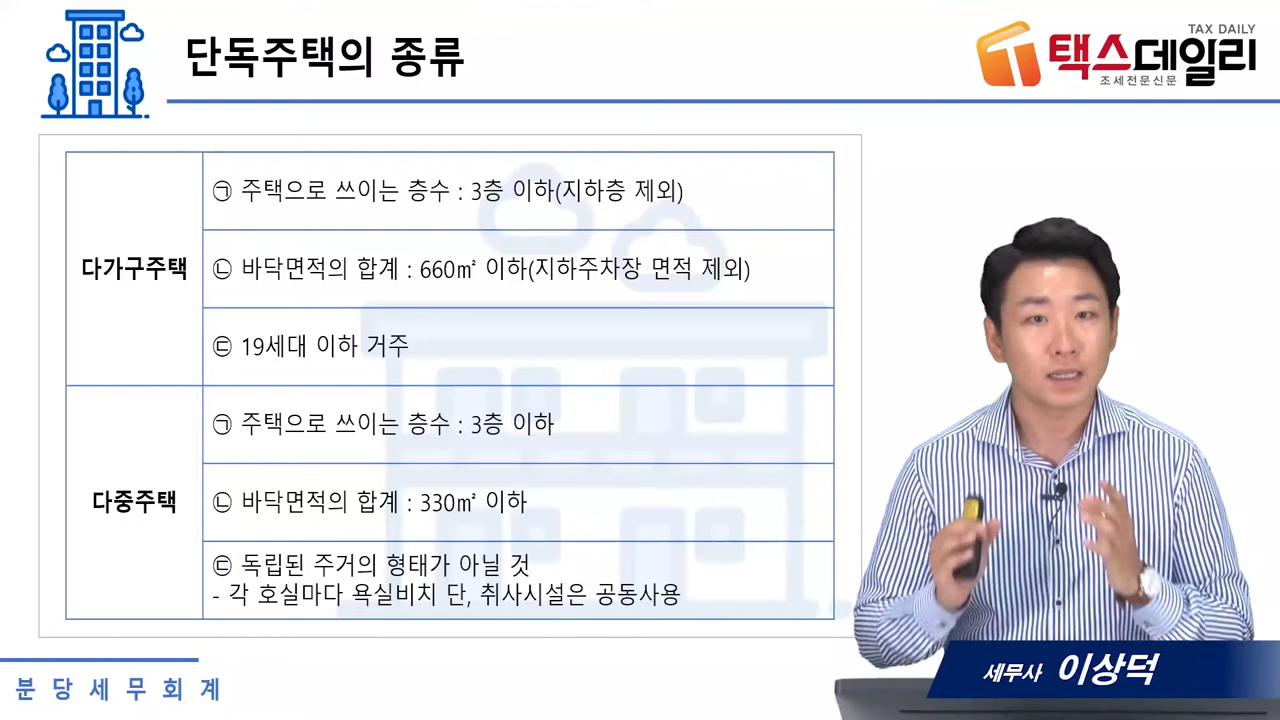 단독주택의 종류
TAX DAILY
택스데일리
조세전문신문
다가구주택
㉠ 주택으로 쓰이는 층수 : 3층 이하(지하층 제외)
㉡ 바닥면적의 합계 : 660㎡ 이하(지하주차장 면적 제외)
㉢ 19세대 이하 거주
다중주택
㉠ 주택으로 쓰이는 층수 : 3층 이하
㉡ 바닥면적의 합계 : 330㎡ 이하
㉢ 독립된 주거의 형태가 아닐 것
- 각 호실마다 욕실비치 단, 취사시설은 공동사용
세무사 이상덕
분당세무회계